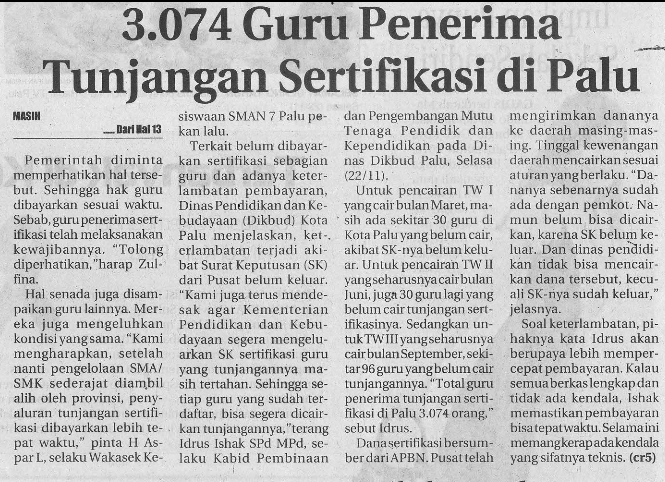 3.074 Guru Penerima
Tunjangan Sertifikasi di Palu
MASIH
Dari Hal 13
Pemerintah diminta
memperhatikan hal terse-
but. Sehingga hak guru
dibayarkan sesuai waktu.
Sebab, guru penerima sert-
ifikasi telah melaksanakan
kewajibannya. “Tolong
diperhatikan,”harap Zul-
fina.
Hal senada juga disam-
paikan guru lainnya. Mer-
eka juga mengeluhkan
kondisi yang sama. “Kami
mengharapkan, setelah
nanti pengelolaan SMA/
SMK sederajat diambil
alih oleh provinsi, peny-
aluran tunjangan sertifi-
kasi dibayarkan lebih te-
pat waktu,” pinta H As-
par L, selaku Wakasek Ke-
siswaan SMAN 7 Palu pe-
kan lalu.
Terkait belum dibayar-
kan sertifikasi sebagian
guru dan adanya keter-
lambatan pembayaran,
Dinas Pendidikan dan Ke-
budayaan (Dikbud) Kota
Palu menjelaskan, ket-
erlambatan terjadi aki-
bat Surat Keputusan (SK)
dari Pusat belum keluar.
“Kami juga terus mende-
sak agar Kementerian
Pendidikan dan Kebu-
dayaan segera mengelu-
arkan SK sertifikasi guru
yang tunjangannya ma-
sih tertahan. Sehingga se-
tiap guru yang sudah ter-
daftar, bisa segera dicair-
kan tunjangannya,”terang
Idrus Ishak SPd MPd, se-
laku Kabid Pembinaan
dan Pengembangan Mutu
Tenaga Pendidik dan
Kependidikan pada Di-
nas Dikbud Palu, Selasa
(22/11).
Untuk pencairan TW I
yang cair bulan Maret, ma-
sih ada sekitar 30 guru di
Kota Palu yang belum cair,
akibat SK-nya belum kelu-
ar. Untuk pencairan TW II
yang seharusnya cair bulan
Juni, juga 30 guru lagi yang
belum cair tunjangan sert-
ifikasinya. Sedangkan un-
tuk TW III yang seharusnya
cair bulan September, seki-
tar 96 guru yang belum cair
tunjangannya. “Total guru
penerima tunjangan sertifi-
kasi di Palu 3.074 orang,”
sebut Idrus.
Dana sertifikasi bersum-
ber dari APBN. Pusat telah
mengirimkan dananya
ke daerah masing-mas-
ing. Tinggal kewenangan
daerah mencairkan sesuai
aturan yang berlaku. “Da-
nanya sebenarnya sudah
ada dengan pemkot. Na-
mun belum bisa dicair-
kan, karena SK belum ke-
luar. Dan dinas pendidi-
kan tidak bisa mencair-
kan dana tersebut, kecu-
ali SK-nya sudah keluar,”
jelasnya.
Soal keterlambatan, pi-
haknya kata Idrus akan
berupaya lebih memper-
cepat pembayaran. Kalau
semua berkas lengkap dan
tidak ada kendala, Ishak
memastikan pembayaran
bisa tepat waktu. Selama ini
memang kerap ada kendala
yang sifatnya teknis. (cr5)